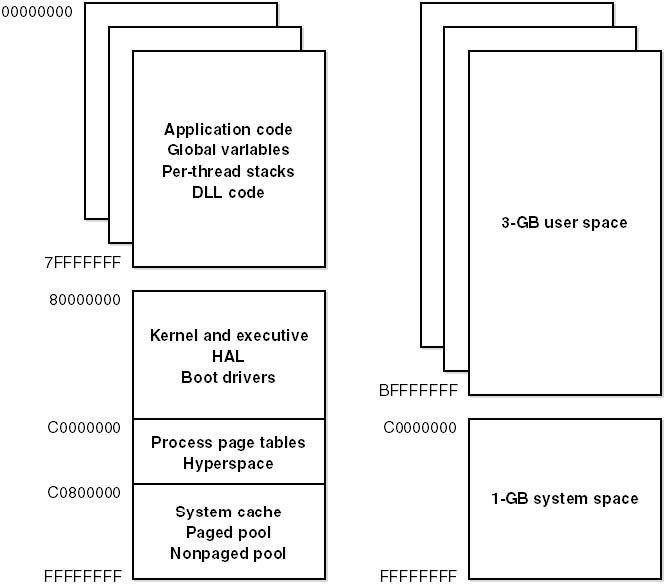 00000000
Application code
Global variables
Per-thread stacks
DLL code
7FFFFFFF
80000000
Kernel and executive
HAL
Boot drivers
C0000000
Process page tables
Hyperspace
C0800000
System cache
Paged pool
Nonpaged pool
FFFFFFFF
3-GB user space
BFFFFFFF
C0000000
1-GB system space
FFFFFFFF